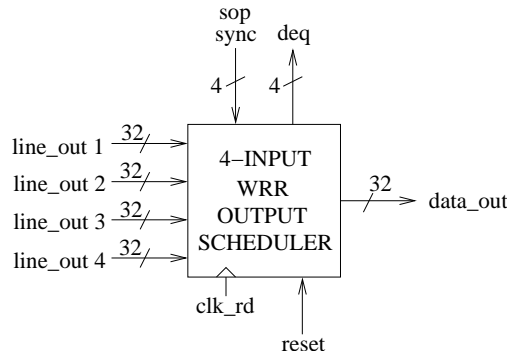 sop
sync
deq
4
4
line_out 1
32
line_out 2
32
line_out 3
32
line_out 4
32
4-INPUT
WRR
OUTPUT
SCHEDULER
32
data_out
clk_rd
reset